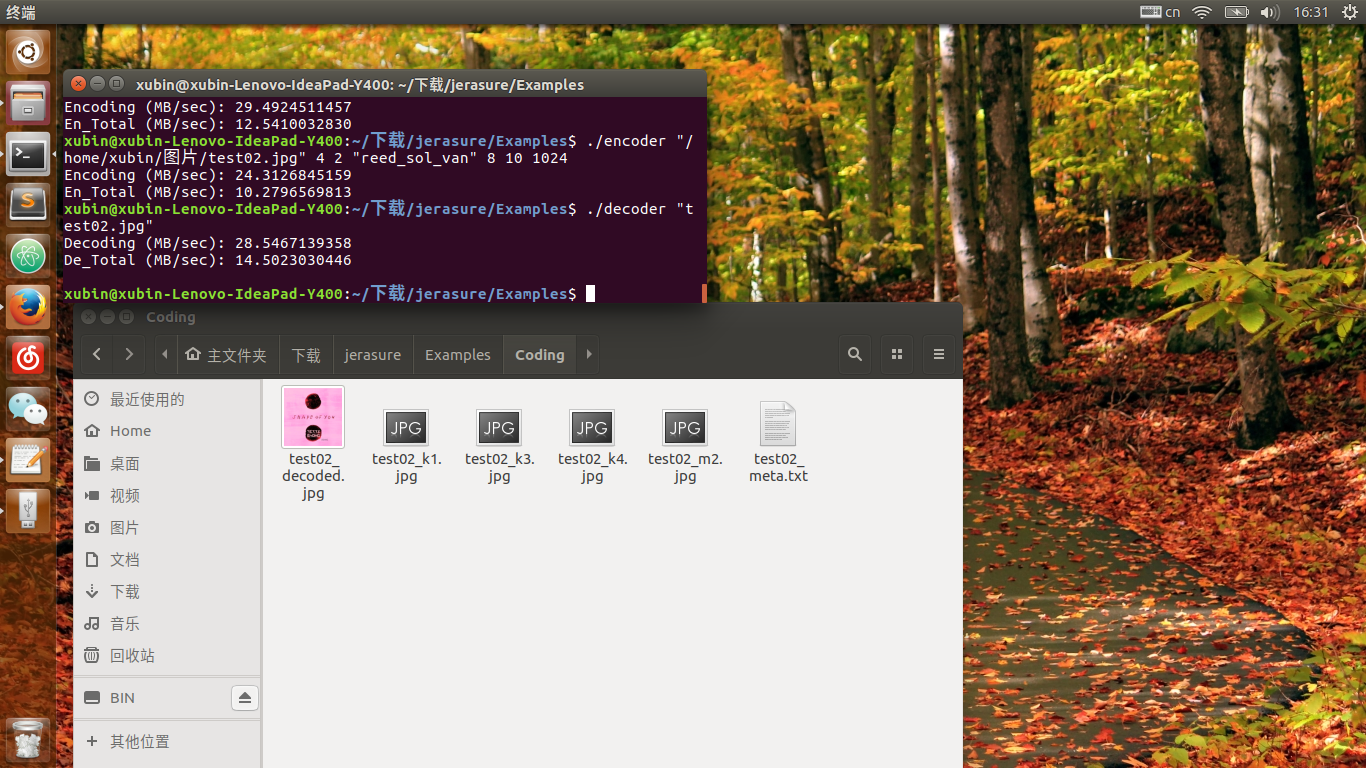 终端
cn
16:31
xubin@xubin-Lenovo-IdeaPad-Y400: ~/下载/jerasure/Examples
Encoding (MB/sec): 29.4924511457
En_Total (MB/sec): 12.5410032830
xubin@xubin-Lenovo-IdeaPad-Y400:~/下载/jerasure/Examples$ ./encoder "/
home/xubin/图片/test02.jpg" 4 2 "reed_sol_van" 8 10 1024
Encoding (MB/sec): 24.3126845159
En_Total (MB/sec): 10.2796569813
xubin@xubin-Lenovo-IdeaPad-Y400:~/下载/jerasure/Examples$ ./decoder "t
est02.jpg"
Decoding (MB/sec): 28.5467139358
De_Total (MB/sec): 14.5023030446
xubin@xubin-Lenovo-IdeaPad-Y400:~/下载/jerasure/Examples$
Coding
主文件夹 下载 jerasure Examples Coding
最近使用的
Home
桌面
视频
图片
文档
下载
音乐
回收站
BIN
其他位置
JPG JPG JPG JPG
test02_
decoded.
jpg
test02_k1.
jpg
test02_k3.
jpg
test02_k4.
jpg
test02_m2.
jpg
test02_
meta.txt